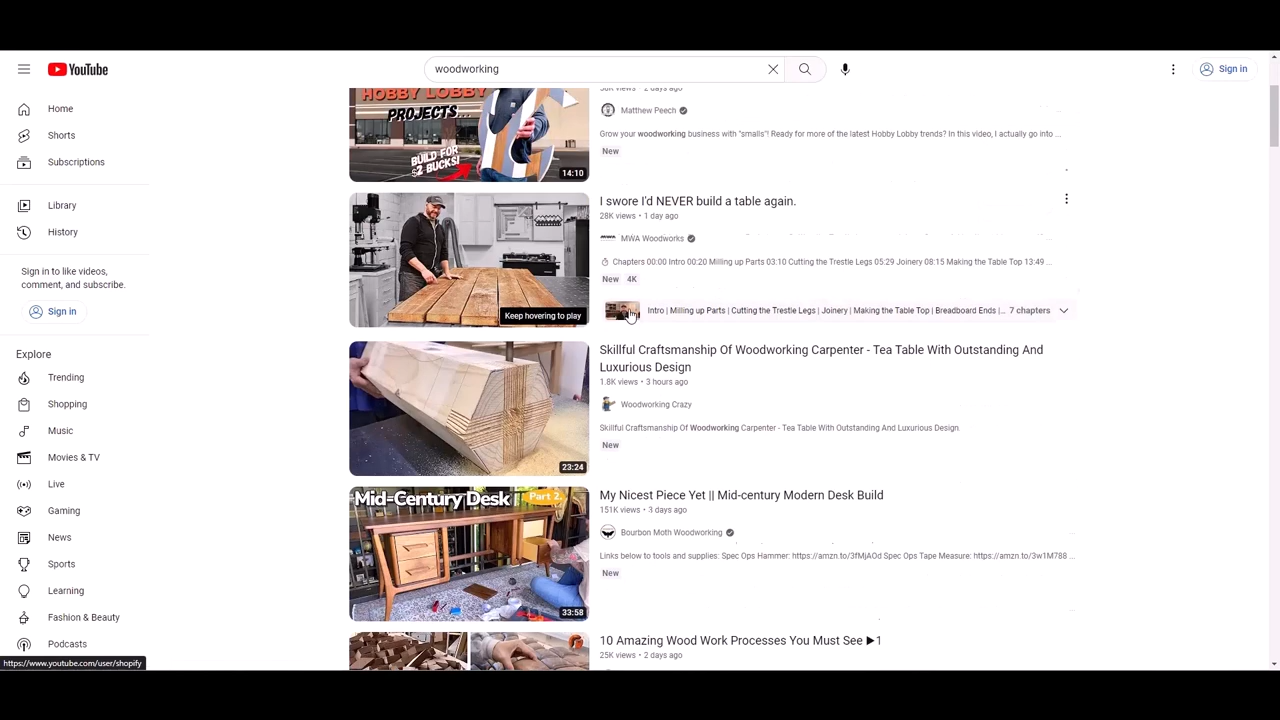 YouTube
woodworking
Sign in
Home
Shorts
Subscriptions
Library
History
Sign in to like videos,
comment, and subscribe.
Sign in
Explore
Trending
Shopping
Music
Movies & TV
Live
Gaming
News
Sports
Learning
Fashion & Beauty
Podcasts
https://www.youtube.com/user/shopify
HOBBY LOBBY
PROJECTS...
BUILD FOR
$2 BUCKS!
14:10
views • 2 days ago
Matthew Peech
Grow your woodworking business with "smalls"! Ready for more of the latest Hobby Lobby trends? In this video, I actually go into ...
New
Keep hovering to play
I swore I'd NEVER build a table again.
28K views • 1 day ago
MWA Woodworks
Chapters 00:00 Intro 00:20 Milling up Parts 03:10 Cutting the Trestle Legs 05:29 Joinery 08:15 Making the Table Top 13:49 ...
New 4K
Intro | Milling up Parts | Cutting the Trestle Legs | Joinery | Making the Table Top | Breadboard Ends |... 7 chapters
23:24
Skillful Craftsmanship Of Woodworking Carpenter - Tea Table With Outstanding And
Luxurious Design
1.8K views • 3 hours ago
Woodworking Crazy
Skillful Craftsmanship Of Woodworking Carpenter - Tea Table With Outstanding And Luxurious Design.
New
Mid-Century Desk Part 2
33:58
My Nicest Piece Yet || Mid-century Modern Desk Build
151K views • 3 days ago
Bourbon Moth Woodworking
Links below to tools and supplies: Spec Ops Hammer: https://amzn.to/3fMjAOd Spec Ops Tape Measure: https://amzn.to/3w1M788 ...
New
10 Amazing Wood Work Processes You Must See ▶1
25K views • 2 days ago